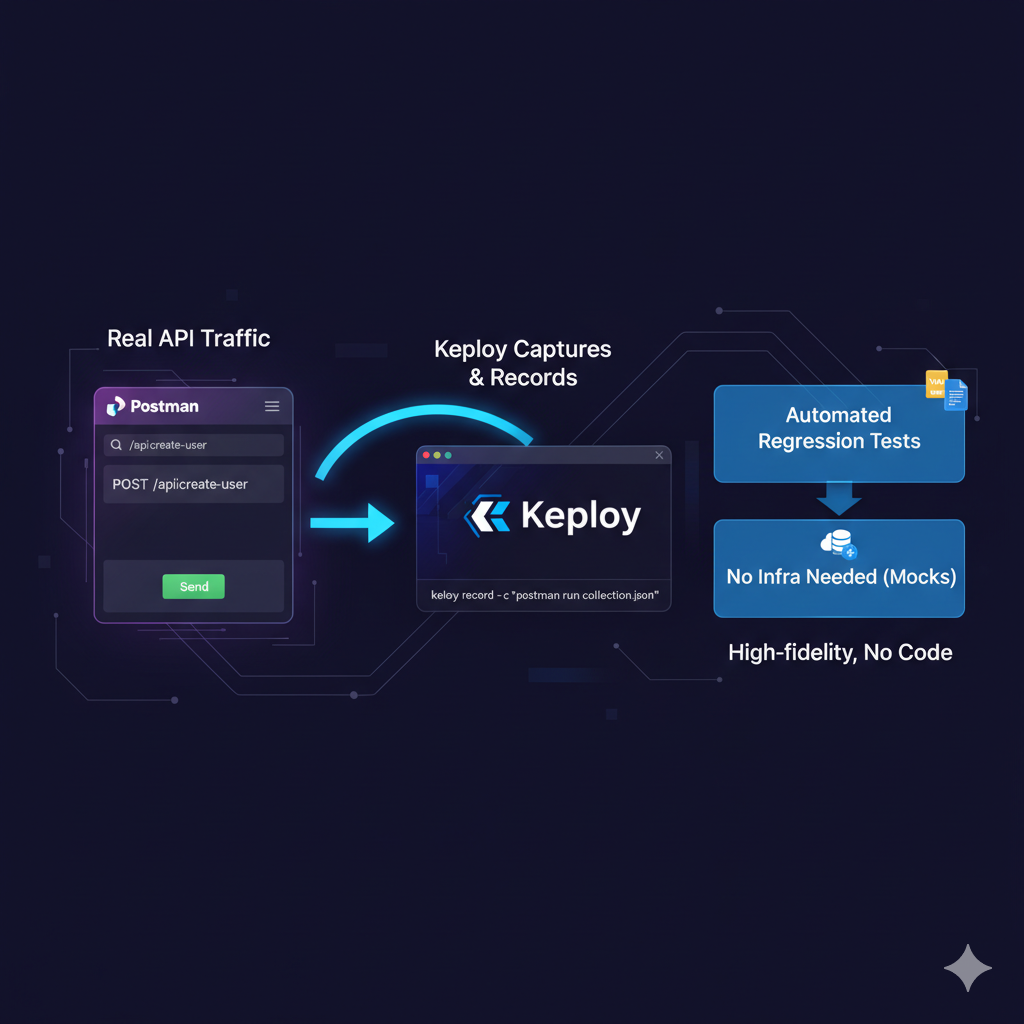 Real API Traffic
Postman
/apicreate-user
POST /apiicreate-user
Send
Keploy Captures
& Records
Keploy
keloy record - c "postman run collection.json"
Automated
Regression Tests
No Infra Needed (Mocks)
High-fidelity, No Code